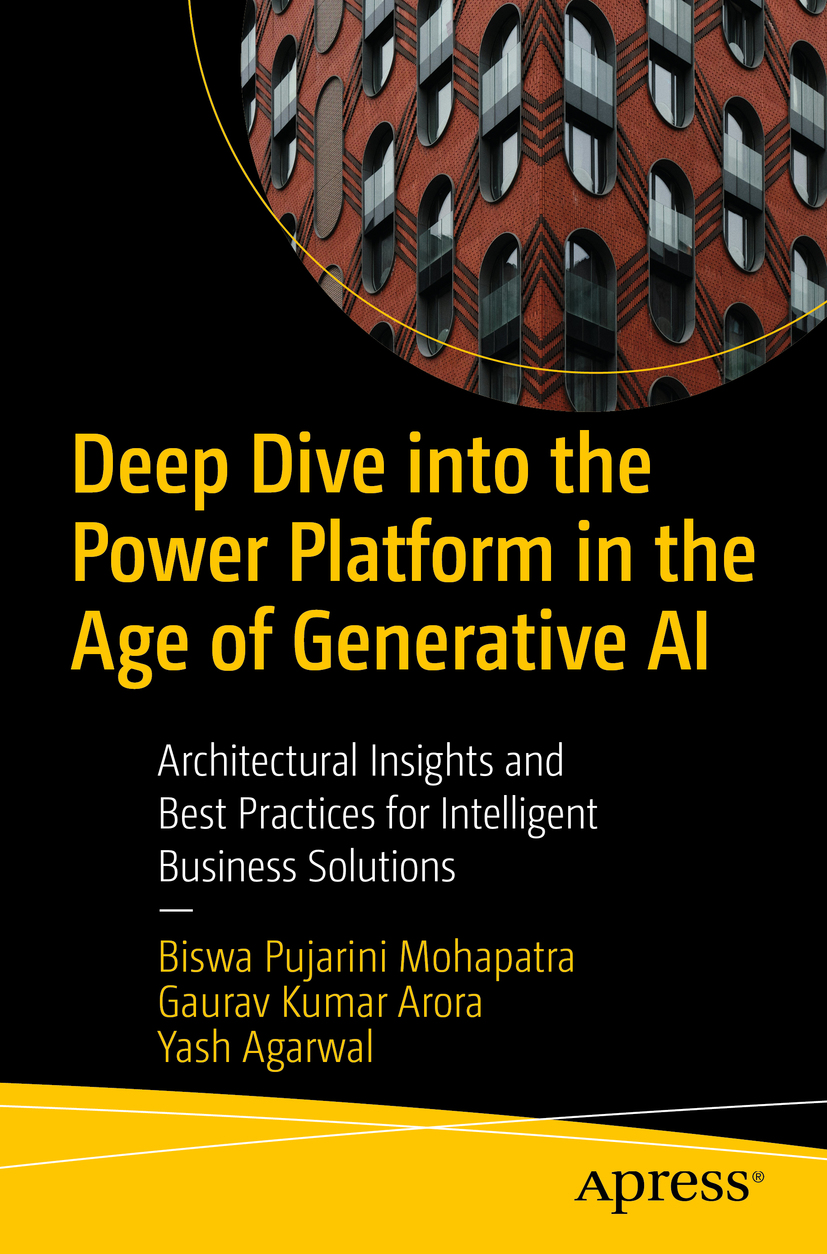 Deep Dive into the
Power Platform in the
Age of Generative AI
Architectural Insights and
Best Practices for Intelligent
Business Solutions
Biswa Pujarini Mohapatra
Gaurav Kumar Arora
Yash Agarwal
Apress®